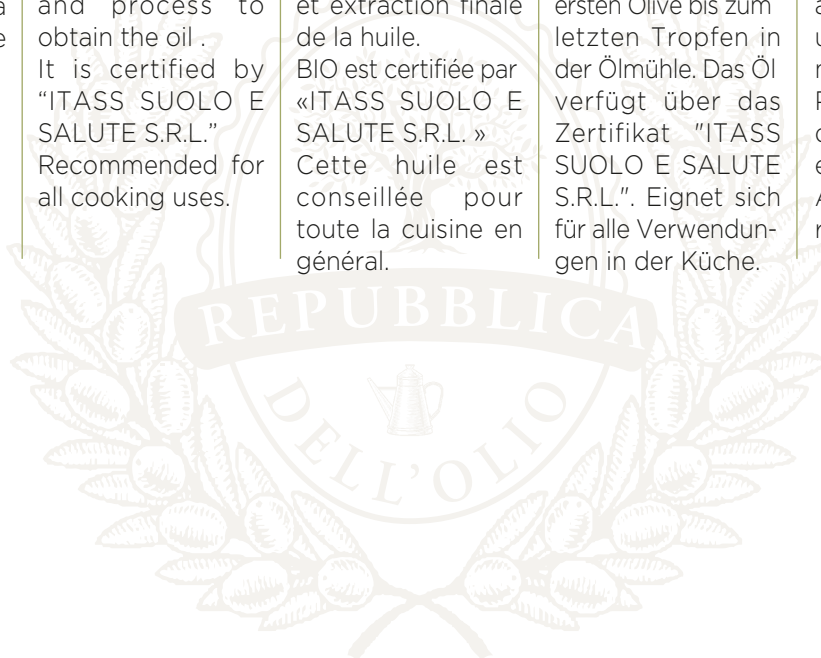 and process to
obtain the oil .
It is certified by
“ITASS SUOLO E
SALUTE S.R.L.”
Recommended for
all cooking uses.
et extraction finale
de la huile.
BIO est certifiée par
«ITASS SUOLO E
SALUTE S.R.L. »
Cette huile est
conseillée pour
toute la cuisine en
général.
ersten Olive bis zum
letzten Tropfen in
der Ölmühle. Das Öl
verfügt über das
Zertifikat "ITASS
SUOLO E SALUTE
S.R.L.". Eignet sich
für alle Verwendun-
gen in der Küche.
REPUBBLICA
DELL’OLIO